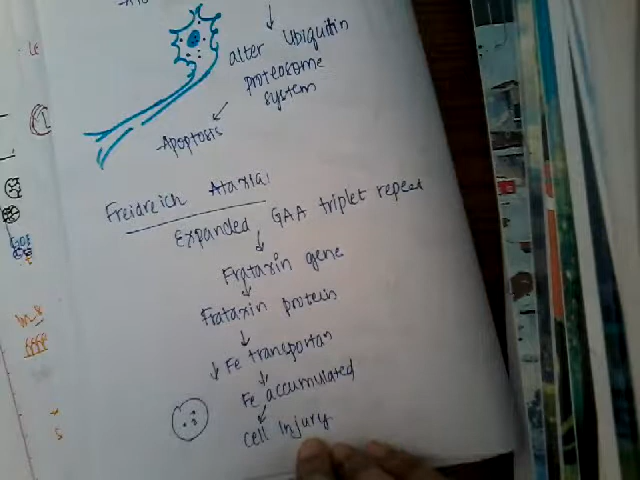 ↓
alter Ubiquitin
proteosome
system
↙
-Apoptosis
Freidreich Ataxia
Expanded GAA triplet repeat
↓
Frataxin gene
↓
Frataxin protein
↓
↓ Fe transportan
↓
Fe accumulated
↓
cell injury